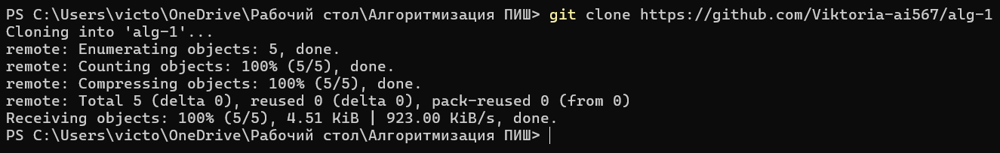 PS C:\Users\victo\OneDrive\Рабочий стол\Алгоритмизация ПИШ> git clone https://github.com/Viktoria-ai567/alg-1
Cloning into 'alg-1'...
remote: Enumerating objects: 5, done.
remote: Counting objects: 100% (5/5), done.
remote: Compressing objects: 100% (5/5), done.
remote: Total 5 (delta 0), reused 0 (delta 0), pack-reused 0 (from 0)
Receiving objects: 100% (5/5), 4.51 KiB | 923.00 KiB/s, done.
PS C:\Users\victo\OneDrive\Рабочий стол\Алгоритмизация ПИШ>